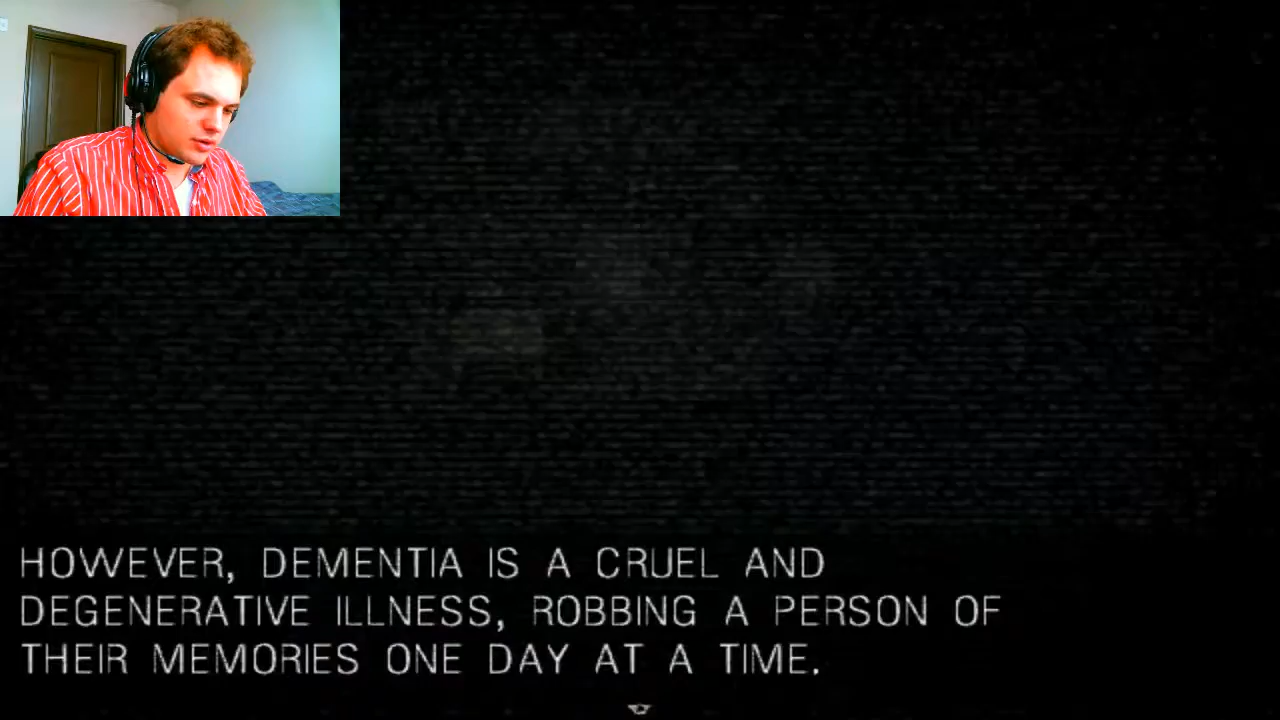 HOWEVER, DEMENTIA IS A CRUEL AND
DEGENERATIVE ILLNESS, ROBBING A PERSON OF
THEIR MEMORIES ONE DAY AT A TIME.